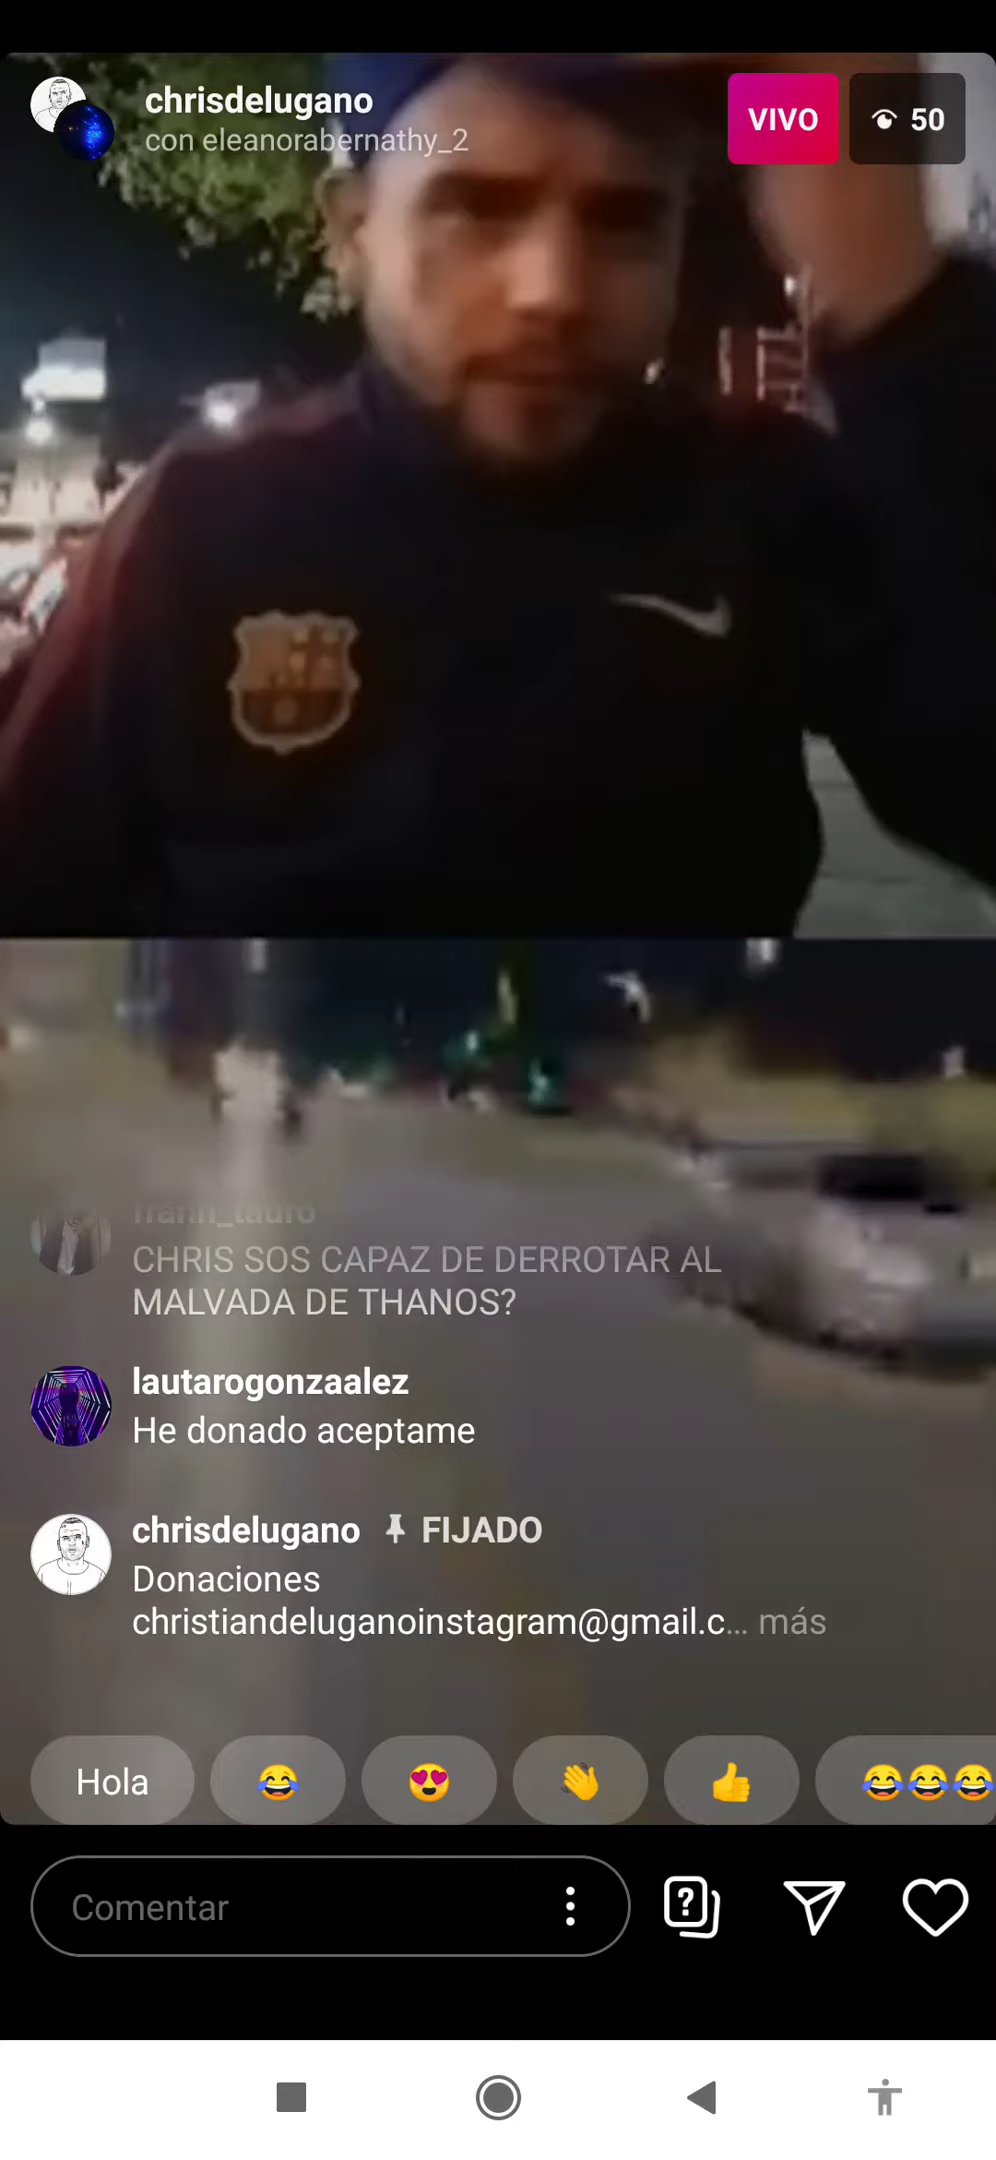 chrisdelugano
con eleanorabernathy_2
VIVO
50
frann_tauro
CHRIS SOS CAPAZ DE DERROTAR AL
MALVADA DE THANOS?
lautarogonzaalez
He donado aceptame
chrisdelugano FIJADO
Donaciones
christiandeluganoinstagram@gmail.c... más
Hola
Comentar